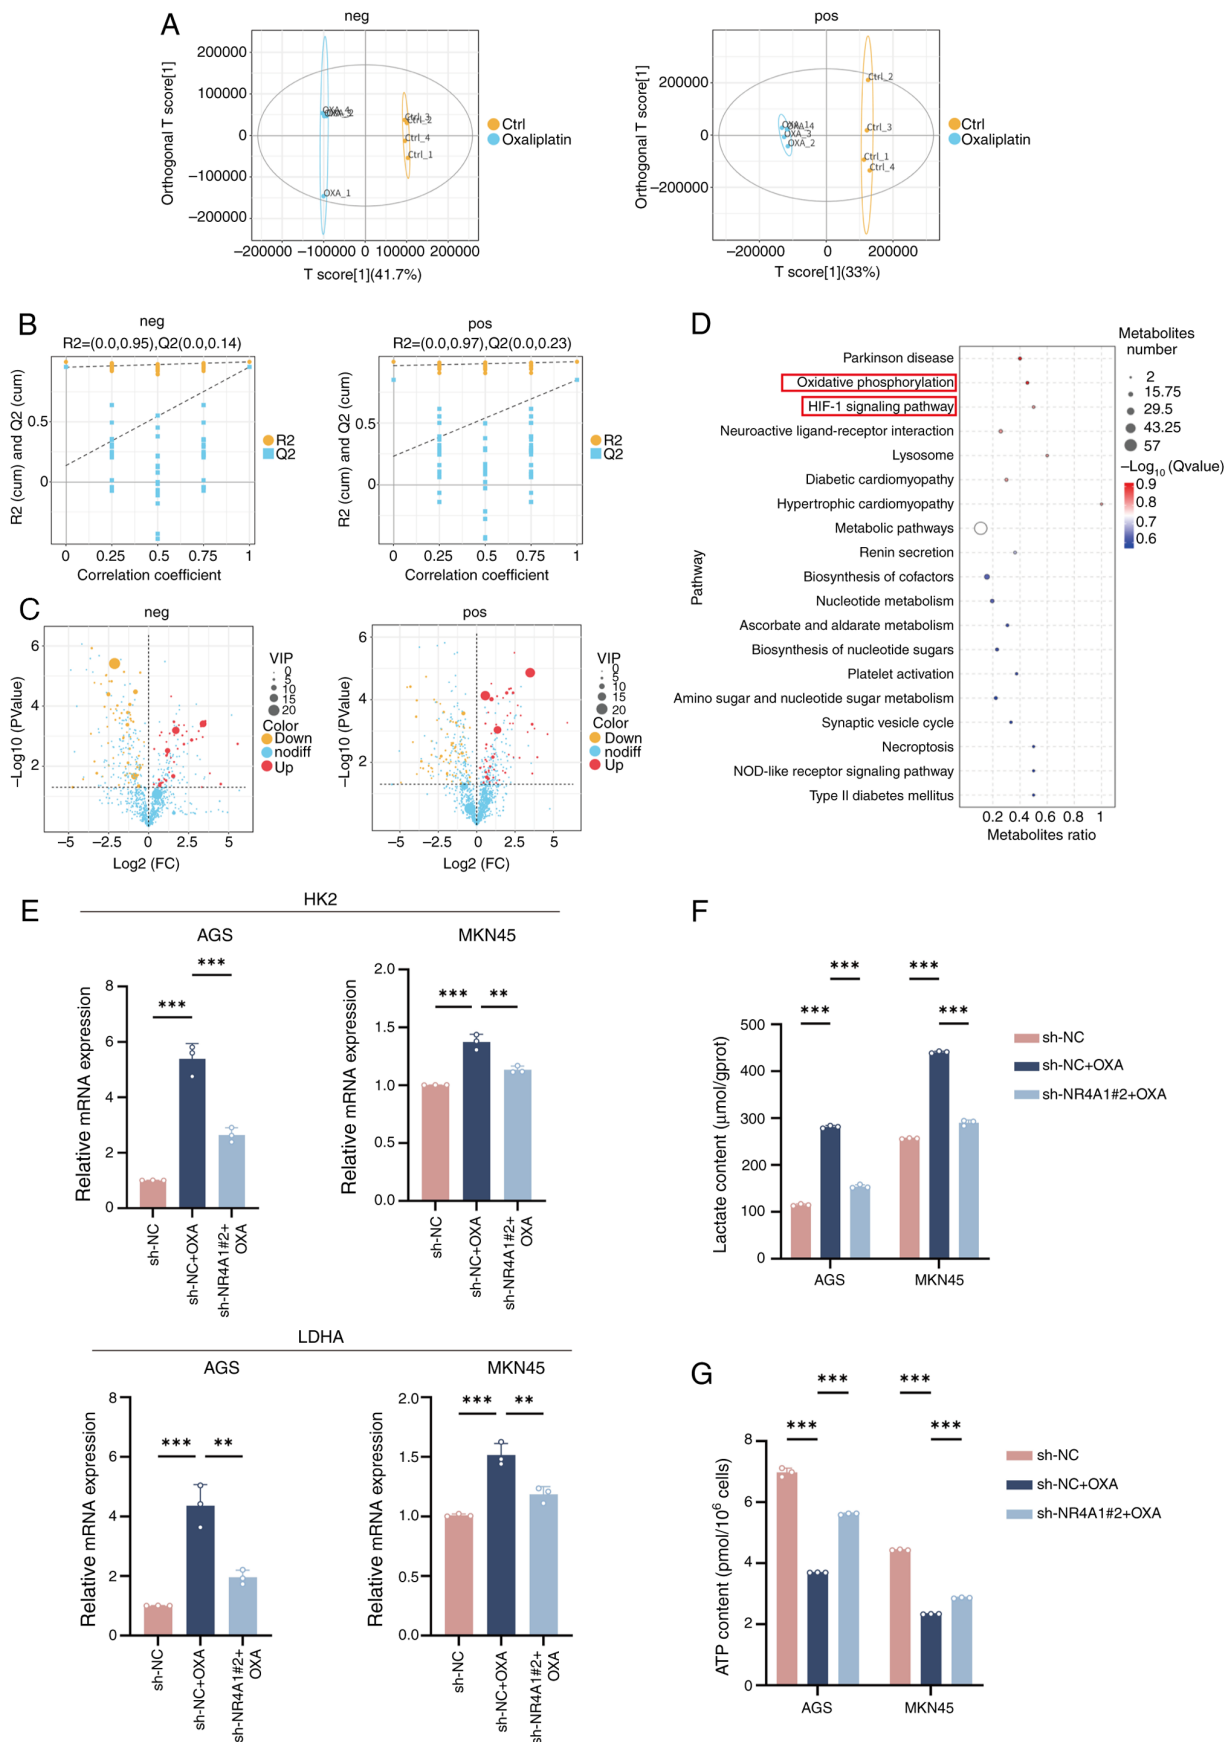 A
neg
Orthogonal T score[1]
200000
100000
0
−100000
−200000
OXA_4
OXA_2
OXA_1
Ctrl_3
Ctrl_2
Ctrl_4
Ctrl_1
−200000 −100000 0 100000 200000
T score[1](41.7%)
Ctrl
Oxaliplatin
pos
Orthogonal T score[1]
200000
0
−200000
OXA_1
OXA_4
OXA_3
OXA_2
Ctrl_2
Ctrl_3
Ctrl_1
Ctrl_4
−200000 0 200000
T score[1](33%)
Ctrl
Oxaliplatin
B
neg
R2=(0.0,0.95),Q2(0.0,0.14)
R2 (cum) and Q2 (cum)
0.5
0
0 0.25 0.5 0.75 1
Correlation coefficient
pos
R2=(0.0,0.97),Q2(0.0,0.23)
R2 (cum) and Q2 (cum)
0.5
0
0 0.25 0.5 0.75 1
Correlation coefficient
R2
Q2
R2
Q2
C
neg
−Log10 (PValue)
6
4
2
−5 −2.5 0 2.5 5
Log2 (FC)
VIP
0
5
10
15
20
Color
Down
nodiff
Up
pos
−Log10 (PValue)
6
4
2
−5 −2.5 0 2.5 5
Log2 (FC)
VIP
0
5
10
15
20
Color
Down
nodiff
Up
D
Pathway
Parkinson disease
Oxidative phosphorylation
HIF-1 signaling pathway
Neuroactive ligand-receptor interaction
Lysosome
Diabetic cardiomyopathy
Hypertrophic cardiomyopathy
Metabolic pathways
Renin secretion
Biosynthesis of cofactors
Nucleotide metabolism
Ascorbate and aldarate metabolism
Biosynthesis of nucleotide sugars
Platelet activation
Amino sugar and nucleotide sugar metabolism
Synaptic vesicle cycle
Necroptosis
NOD-like receptor signaling pathway
Type II diabetes mellitus
0.2 0.4 0.6 0.8 1
Metabolites ratio
Metabolites
number
2
15.75
29.5
43.25
57
−Log10 (Qvalue)
0.9
0.8
0.7
0.6
E
HK2
AGS
Relative mRNA expression
8
6
4
2
0
***
***
sh-NC
sh-NC+OXA
sh-NR4A1#2+
OXA
MKN45
Relative mRNA expression
2.0
1.5
1.0
0.5
0.0
***
**
sh-NC
sh-NC+OXA
sh-NR4A1#2+
OXA
LDHA
AGS
Relative mRNA expression
8
6
4
2
0
***
**
sh-NC
sh-NC+OXA
sh-NR4A1#2+
OXA
MKN45
Relative mRNA expression
2.0
1.5
1.0
0.5
0.0
***
**
sh-NC
sh-NC+OXA
sh-NR4A1#2+
OXA
F
Lactate content (μmol/gprot)
500
400
300
200
100
0
***
***
***
***
AGS
MKN45
sh-NC
sh-NC+OXA
sh-NR4A1#2+OXA
G
ATP content (pmol/10⁶ cells)
8
6
4
2
0
***
***
***
***
AGS
MKN45
sh-NC
sh-NC+OXA
sh-NR4A1#2+OXA